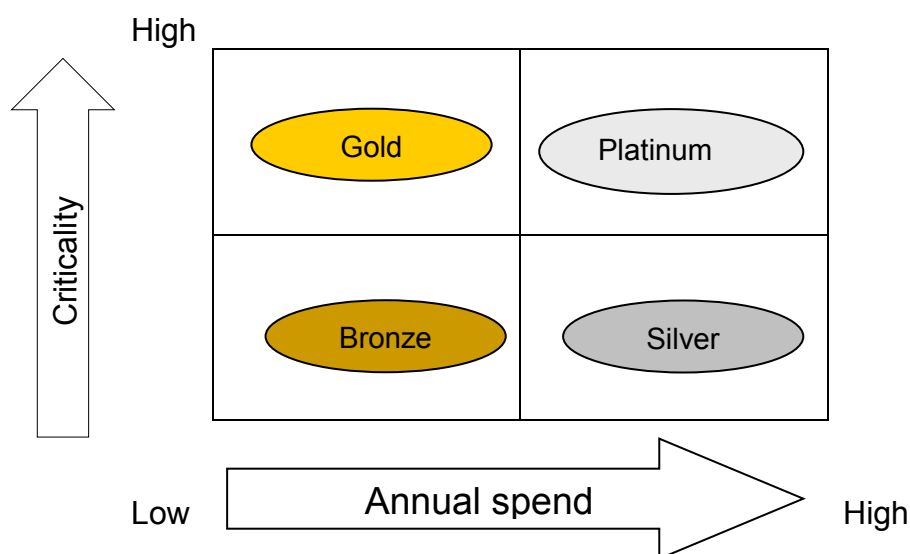 High
Gold
Platinum
Criticality
Bronze
Silver
Low
Annual spend
High